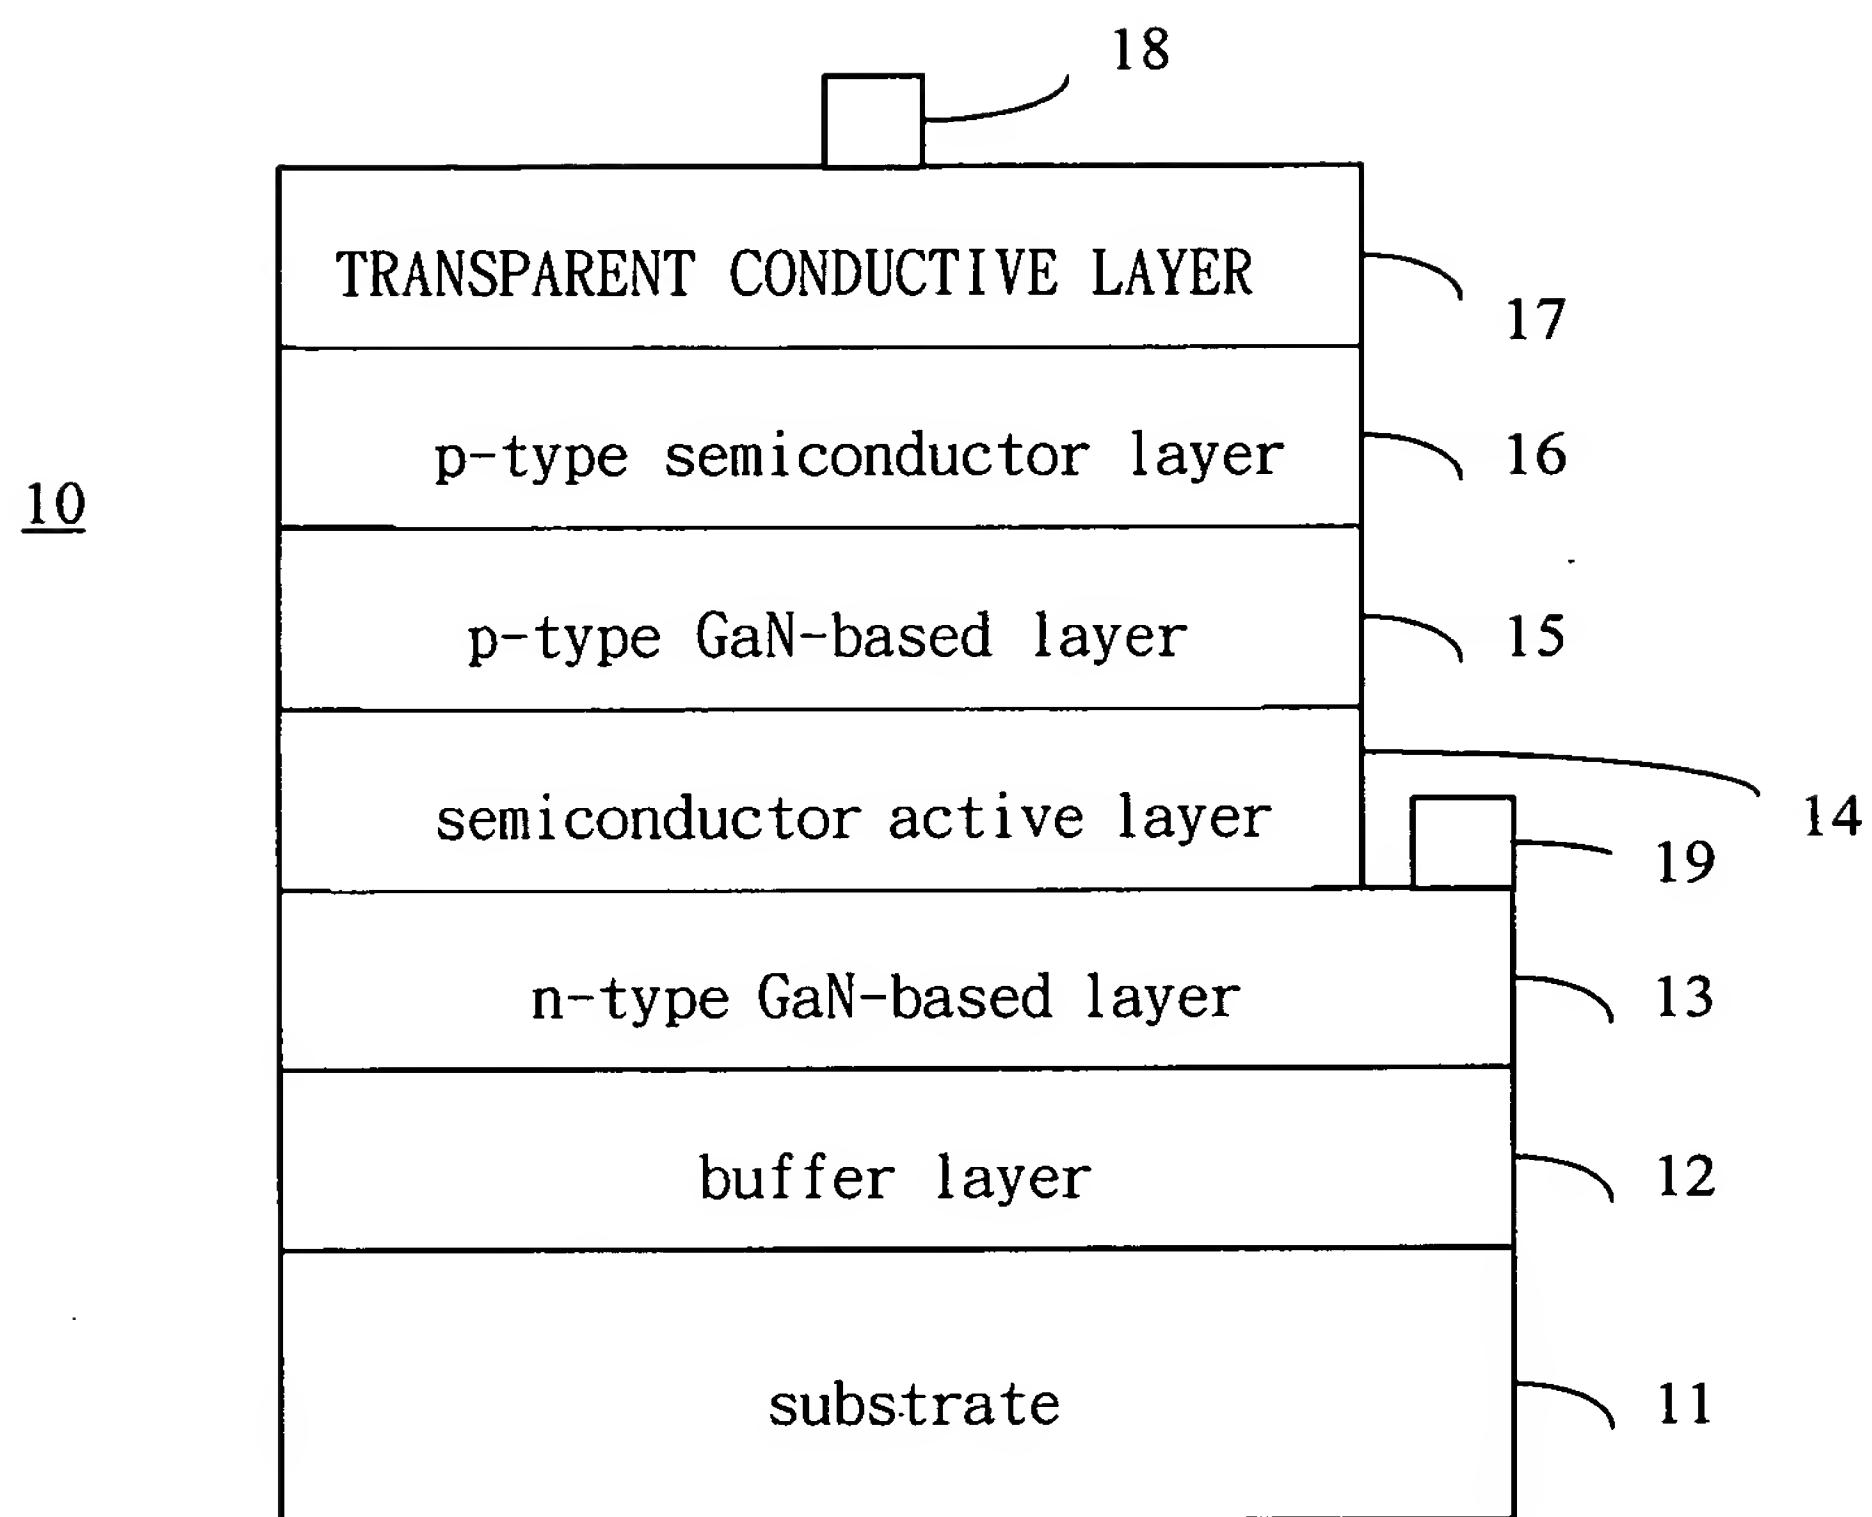 18
TRANSPARENT CONDUCTIVE LAYER
17
p-type semiconductor layer
16
10
p-type GaN-based layer
15
semiconductor active layer
14
19
n-type GaN-based layer
13
buffer layer
12
substrate
11